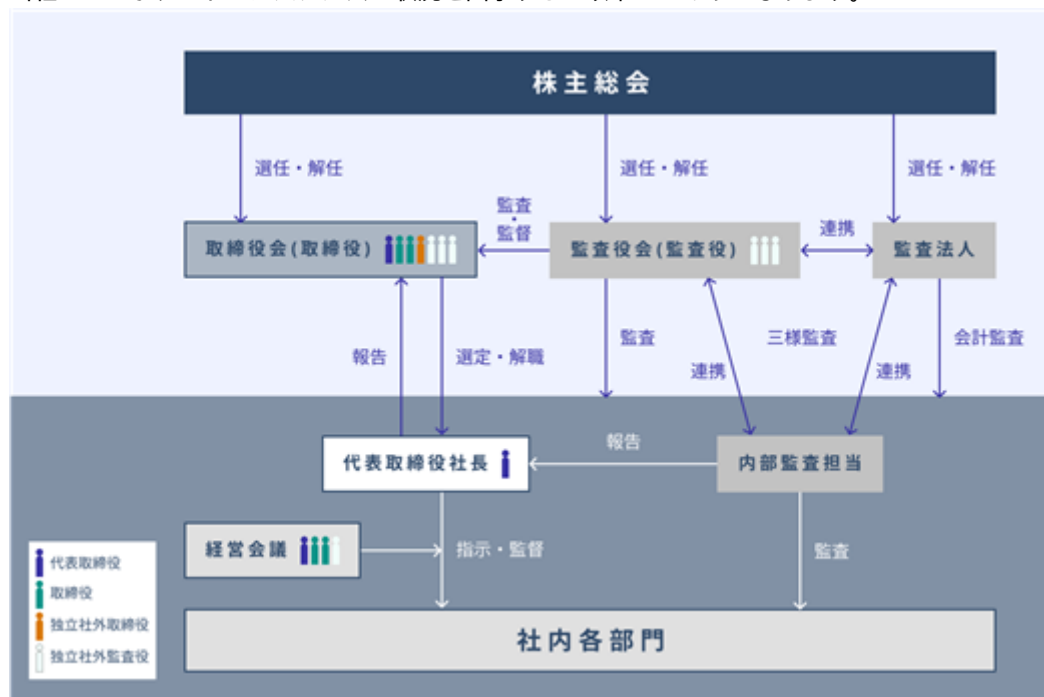 株主総会
選任・解任
選任・解任
選任・解任
監査・監督
連携
取締役会(取締役)
監査役会(監査役)
監査法人
報告
選定・解職
監査
三様監査
会計監査
連携
連携
報告
代表取締役社長
内部監査担当
経営会議
指示・監督
監査
代表取締役
取締役
独立社外取締役
独立社外監査役
社内各部門